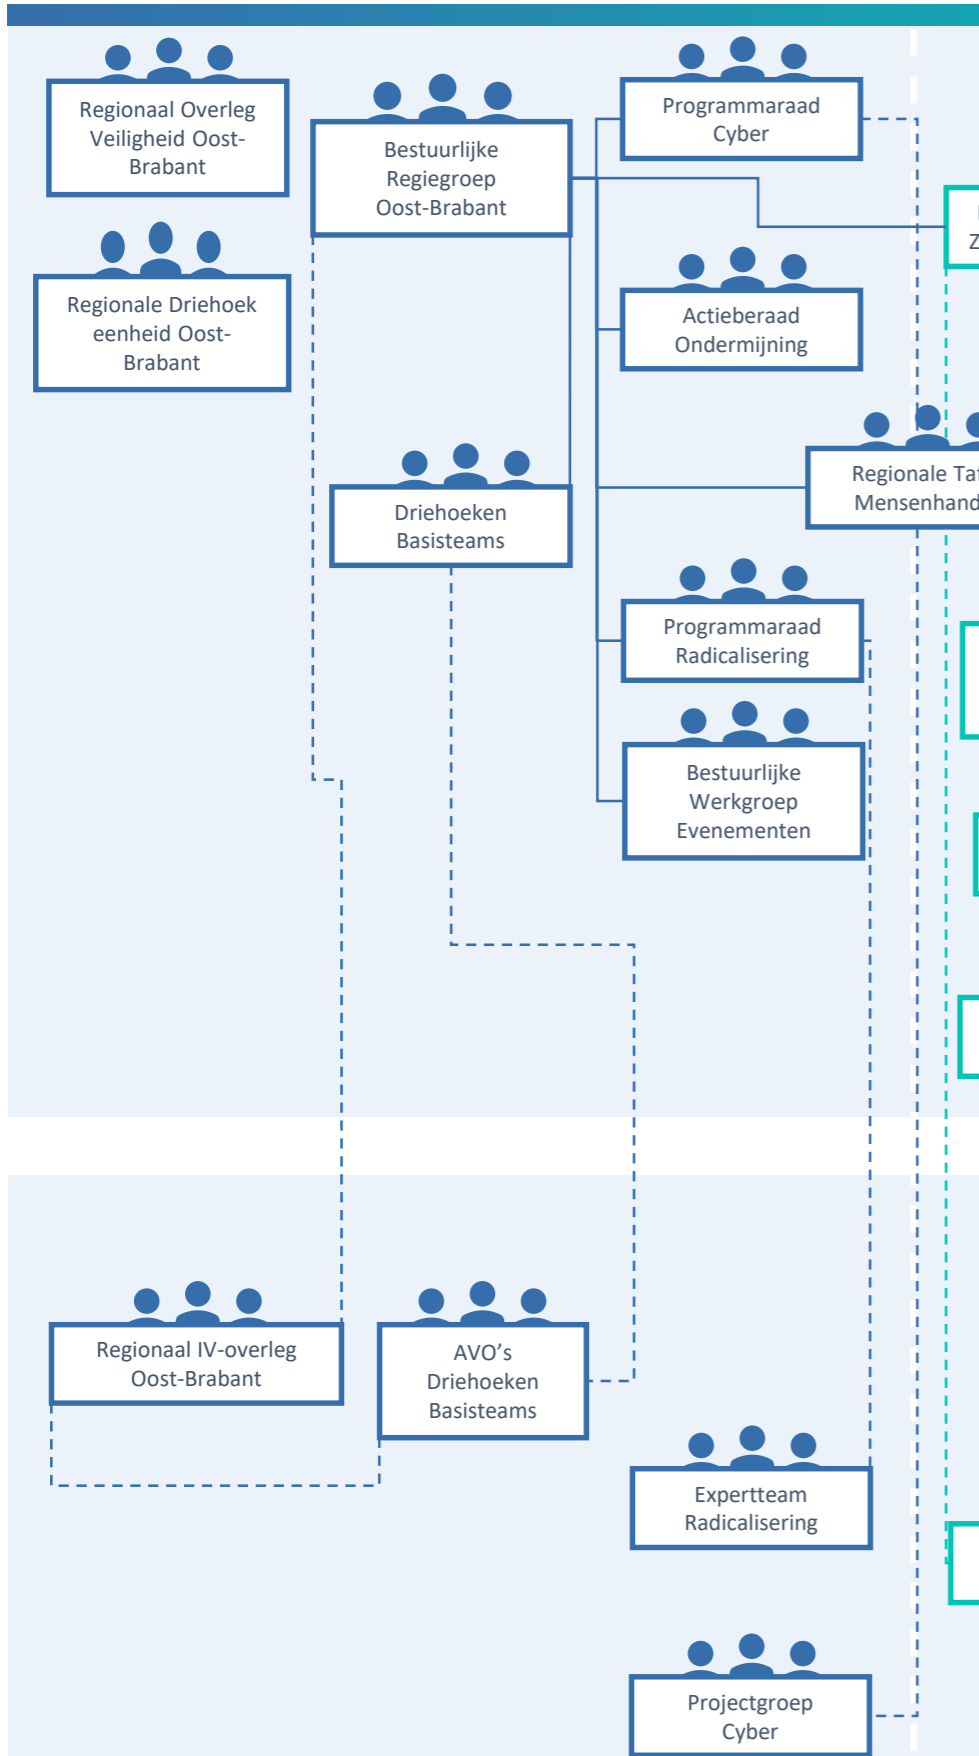 Regionaal Overleg
Veiligheid Oost-
Brabant
Bestuurlijke
Regiegroep
Oost-Brabant
Programmaraad
Cyber
Regionale Driehoek
eenheid Oost-
Brabant
Actieberaad
Ondermijning
Driehoeken
Basisteams
Regionale
Mensenhand
Programmaraad
Radicalisering
Bestuurlijke
Werkgroep
Evenementen
Regionaal IV-overleg
Oost-Brabant
AVO's
Driehoeken
Basisteams
Expertteam
Radicalisering
Projectgroep
Cyber